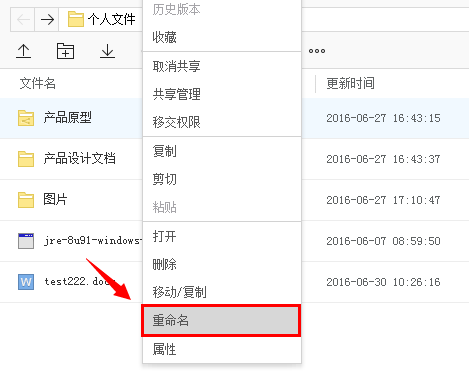 个人文件
历史版本
收藏
取消共享
共享管理
移交权限
复制
剪切
粘贴
打开
删除
移动/复制
重命名
属性
文件名 更新时间
产品原型 2016-06-27 16:43:15
产品设计文档 2016-06-27 16:43:37
图片 2016-06-27 17:10:47
jre-8u91-windows- 2016-06-07 08:59:50
test222.doc 2016-06-30 10:26:16